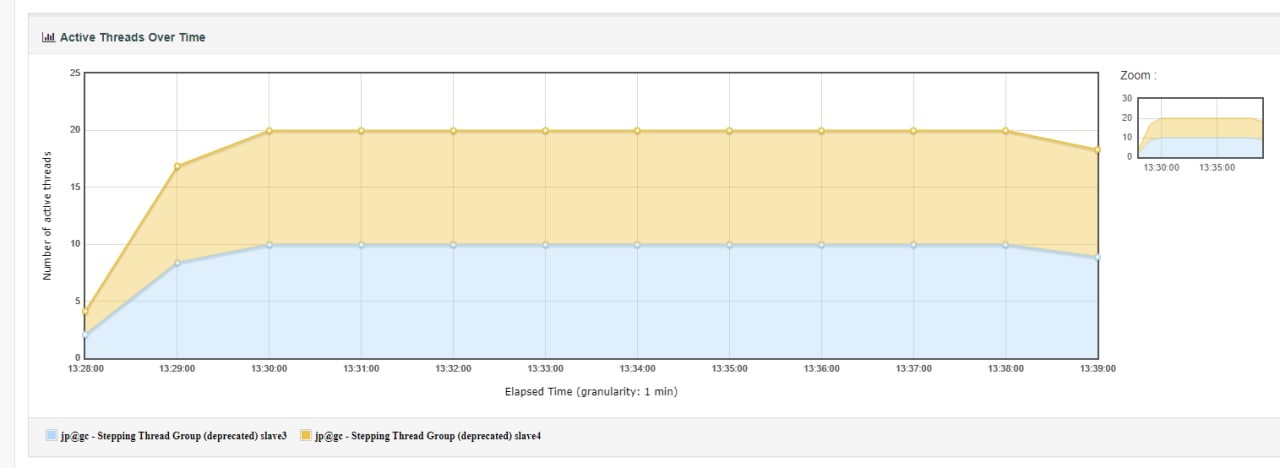 Active Threads Over Time
Zoom :
25
20
15
10
5
0
Number of active threads
13:28:00 13:29:00 13:30:00 13:31:00 13:32:00 13:33:00 13:34:00 13:35:00 13:36:00 13:37:00 13:38:00 13:39:00
Elapsed Time (granularity: 1 min)
30
20
10
0
13:30:00 13:35:00
jp@gc - Stepping Thread Group (deprecated) slave3 jp@gc - Stepping Thread Group (deprecated) slave4